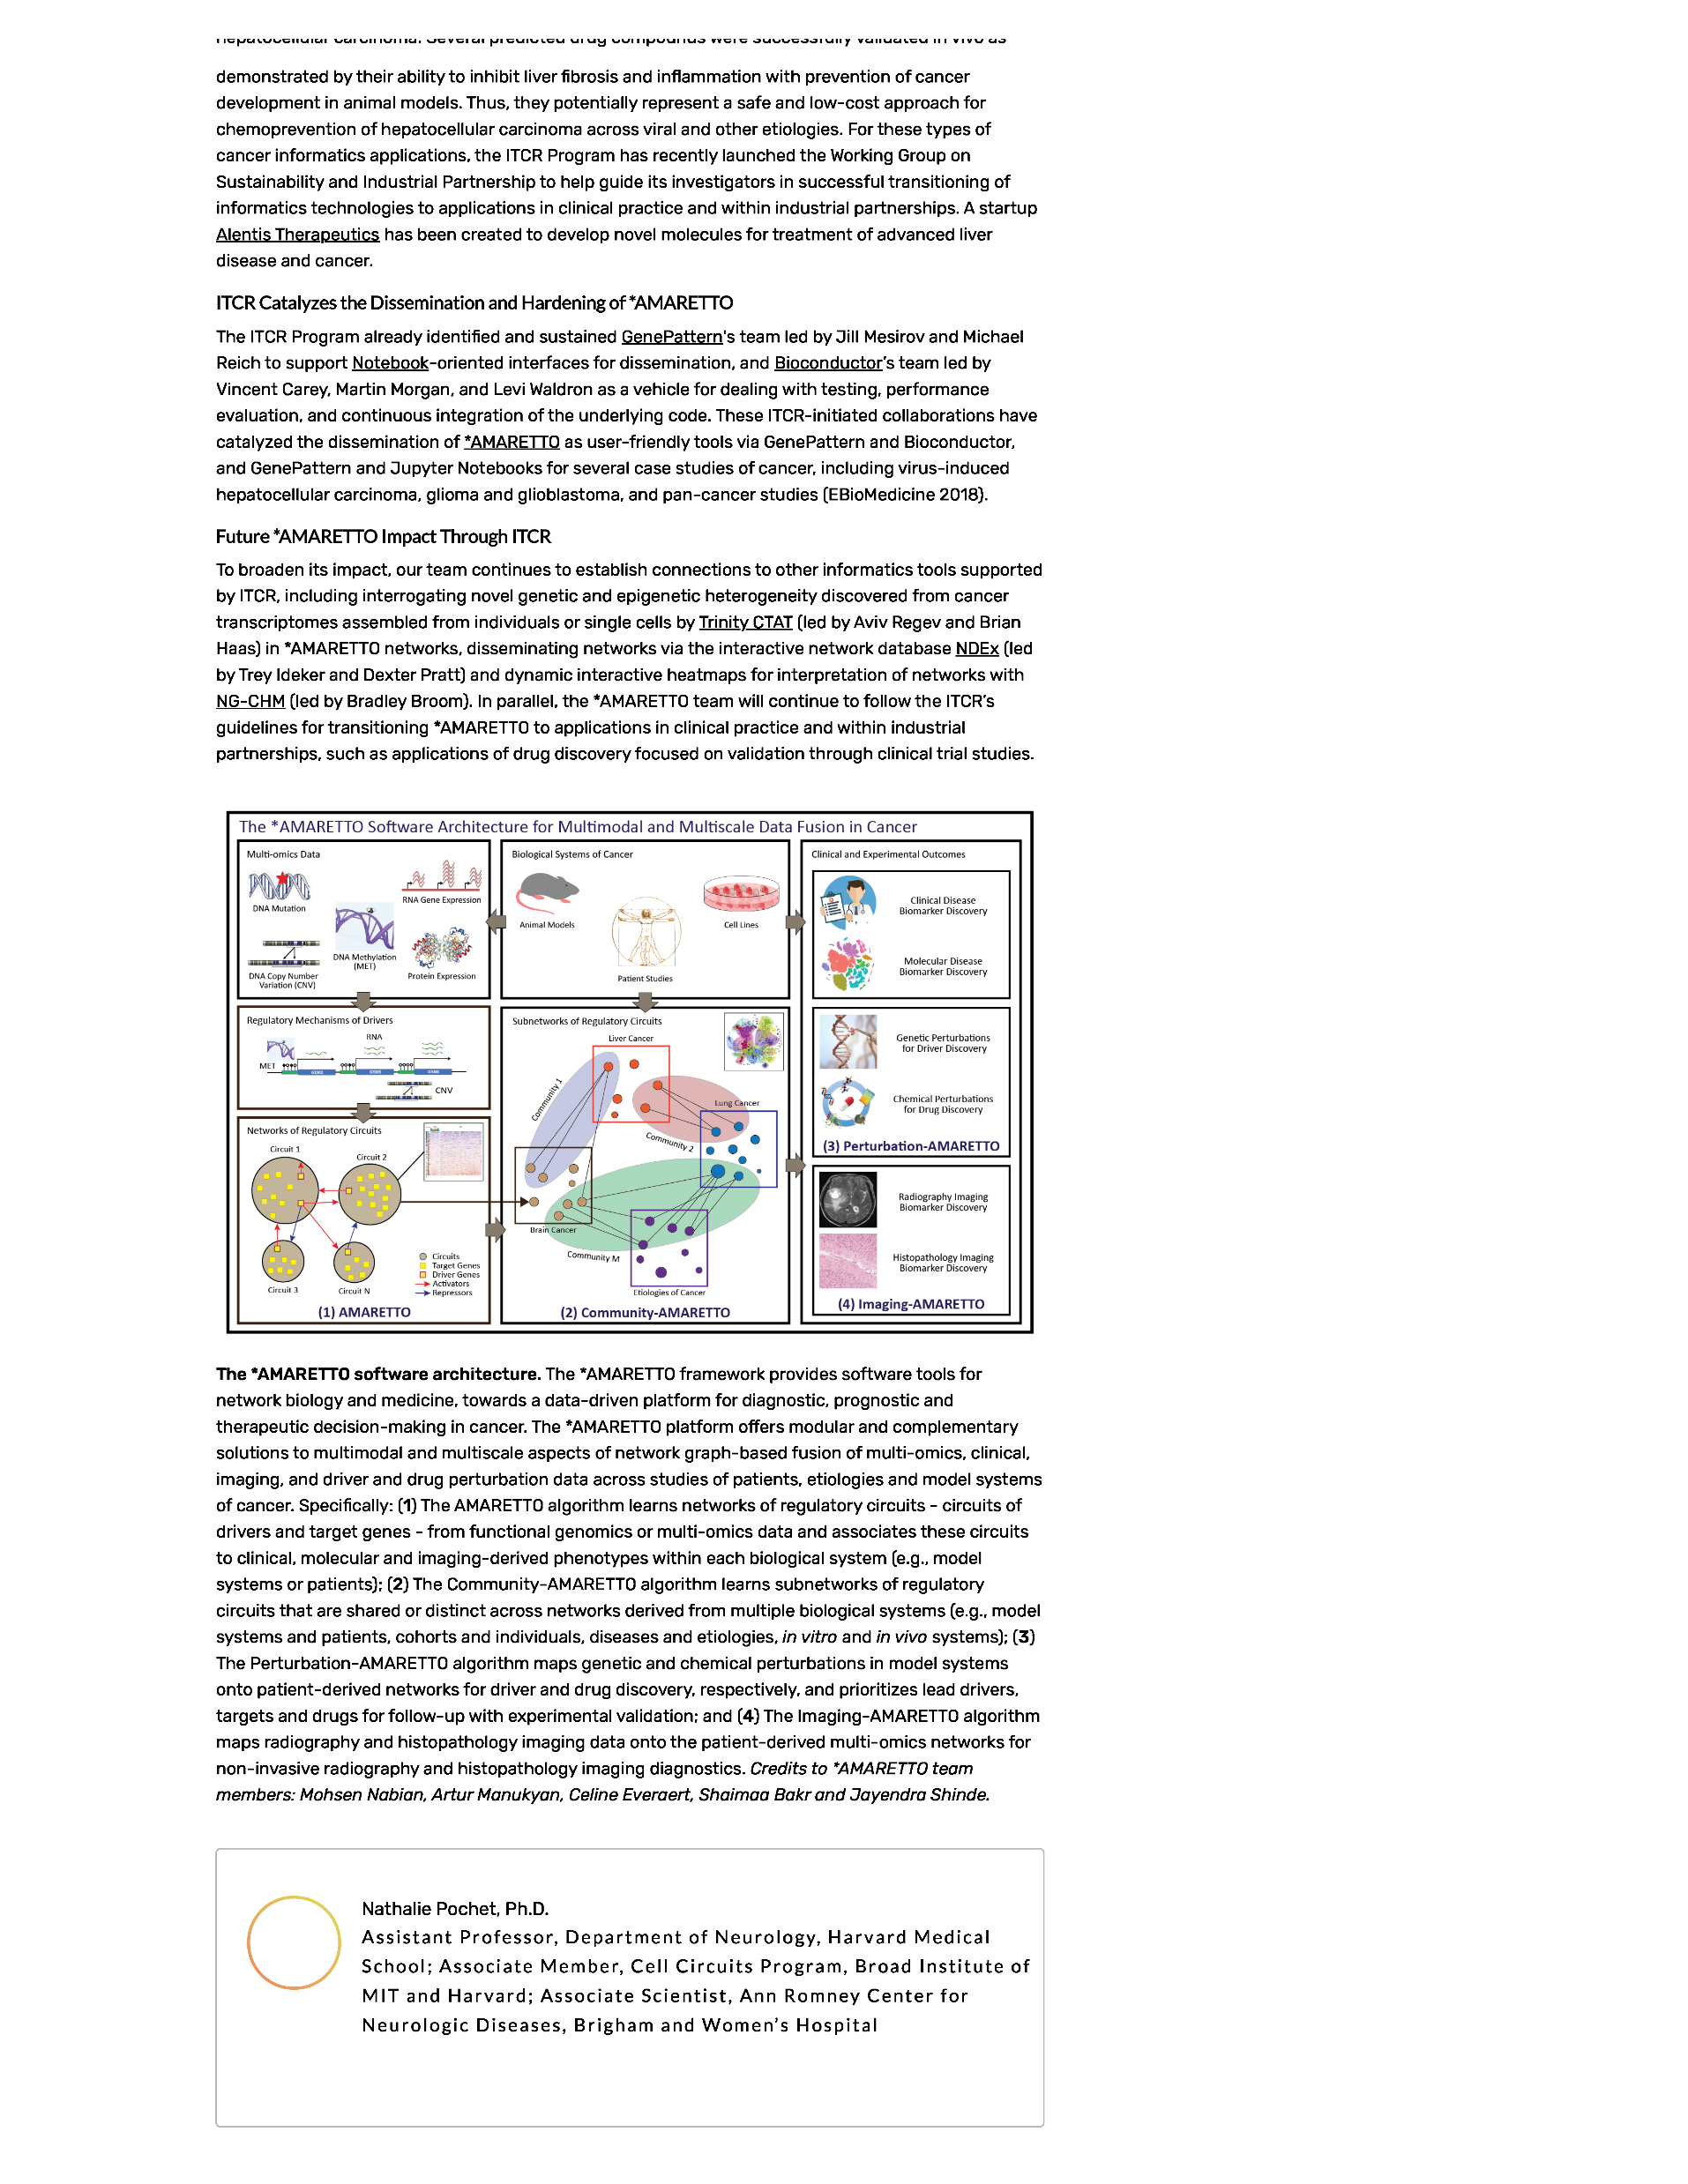 hepatocellular carcinoma. Several predicted drug compounds were successfully validated in vivo as
demonstrated by their ability to inhibit liver fibrosis and inflammation with prevention of cancer
development in animal models. Thus, they potentially represent a safe and low-cost approach for
chemoprevention of hepatocellular carcinoma across viral and other etiologies. For these types of
cancer informatics applications, the ITCR Program has recently launched the Working Group on
Sustainability and Industrial Partnership to help guide its investigators in successful transitioning of
informatics technologies to applications in clinical practice and within industrial partnerships. A startup
Alentis Therapeutics has been created to develop novel molecules for treatment of advanced liver
disease and cancer.
ITCR Catalyzes the Dissemination and Hardening of *AMARETTO
The ITCR Program already identified and sustained GenePattern's team led by Jill Mesirov and Michael
Reich to support Notebook-oriented interfaces for dissemination, and Bioconductor’s team led by
Vincent Carey, Martin Morgan, and Levi Waldron as a vehicle for dealing with testing, performance
evaluation, and continuous integration of the underlying code. These ITCR-initiated collaborations have
catalyzed the dissemination of *AMARETTO as user-friendly tools via GenePattern and Bioconductor,
and GenePattern and Jupyter Notebooks for several case studies of cancer, including virus-induced
hepatocellular carcinoma, glioma and glioblastoma, and pan-cancer studies (EBioMedicine 2018).
Future *AMARETTO Impact Through ITCR
To broaden its impact, our team continues to establish connections to other informatics tools supported
by ITCR, including interrogating novel genetic and epigenetic heterogeneity discovered from cancer
transcriptomes assembled from individuals or single cells by Trinity CTAT (led by Aviv Regev and Brian
Haas) in *AMARETTO networks, disseminating networks via the interactive network database NDEx (led
by Trey Ideker and Dexter Pratt) and dynamic interactive heatmaps for interpretation of networks with
NG-CHM (led by Bradley Broom). In parallel, the *AMARETTO team will continue to follow the ITCR’s
guidelines for transitioning *AMARETTO to applications in clinical practice and within industrial
partnerships, such as applications of drug discovery focused on validation through clinical trial studies.
The *AMARETTO Software Architecture for Multimodal and Multiscale Data Fusion in Cancer
Multi-omics Data
DNA Mutation
RNA Gene Expression
DNA Methylation
(MET)
DNA Copy Number
Variation (CNV)
Protein Expression
Regulatory Mechanisms of Drivers
RNA
MET
GENE
GENE
GENE
CNV
Networks of Regulatory Circuits
Circuit 1
Circuit 2
Circuit 3
Circuit N
Circuits
Target Genes
Driver Genes
Activators
Repressors
(1) AMARETTO
Biological Systems of Cancer
Animal Models
Cell Lines
Patient Studies
Subnetworks of Regulatory Circuits
Liver Cancer
Community 1
Lung Cancer
Community 2
Brain Cancer
Community M
Etiologies of Cancer
(2) Community-AMARETTO
Clinical and Experimental Outcomes
Clinical Disease
Biomarker Discovery
Molecular Disease
Biomarker Discovery
Genetic Perturbations
for Driver Discovery
Chemical Perturbations
for Drug Discovery
(3) Perturbation-AMARETTO
Radiography Imaging
Biomarker Discovery
Histopathology Imaging
Biomarker Discovery
(4) Imaging-AMARETTO
The *AMARETTO software architecture. The *AMARETTO framework provides software tools for
network biology and medicine, towards a data-driven platform for diagnostic, prognostic and
therapeutic decision-making in cancer. The *AMARETTO platform offers modular and complementary
solutions to multimodal and multiscale aspects of network graph-based fusion of multi-omics, clinical,
imaging, and driver and drug perturbation data across studies of patients, etiologies and model systems
of cancer. Specifically: (1) The AMARETTO algorithm learns networks of regulatory circuits - circuits of
drivers and target genes - from functional genomics or multi-omics data and associates these circuits
to clinical, molecular and imaging-derived phenotypes within each biological system (e.g., model
systems or patients); (2) The Community-AMARETTO algorithm learns subnetworks of regulatory
circuits that are shared or distinct across networks derived from multiple biological systems (e.g., model
systems and patients, cohorts and individuals, diseases and etiologies, in vitro and in vivo systems); (3)
The Perturbation-AMARETTO algorithm maps genetic and chemical perturbations in model systems
onto patient-derived networks for driver and drug discovery, respectively, and prioritizes lead drivers,
targets and drugs for follow-up with experimental validation; and (4) The Imaging-AMARETTO algorithm
maps radiography and histopathology imaging data onto the patient-derived multi-omics networks for
non-invasive radiography and histopathology imaging diagnostics. Credits to *AMARETTO team
members: Mohsen Nabian, Artur Manukyan, Celine Everaert, Shaimaa Bakr and Jayendra Shinde.
Nathalie Pochet, Ph.D.
Assistant Professor, Department of Neurology, Harvard Medical
School; Associate Member, Cell Circuits Program, Broad Institute of
MIT and Harvard; Associate Scientist, Ann Romney Center for
Neurologic Diseases, Brigham and Women’s Hospital